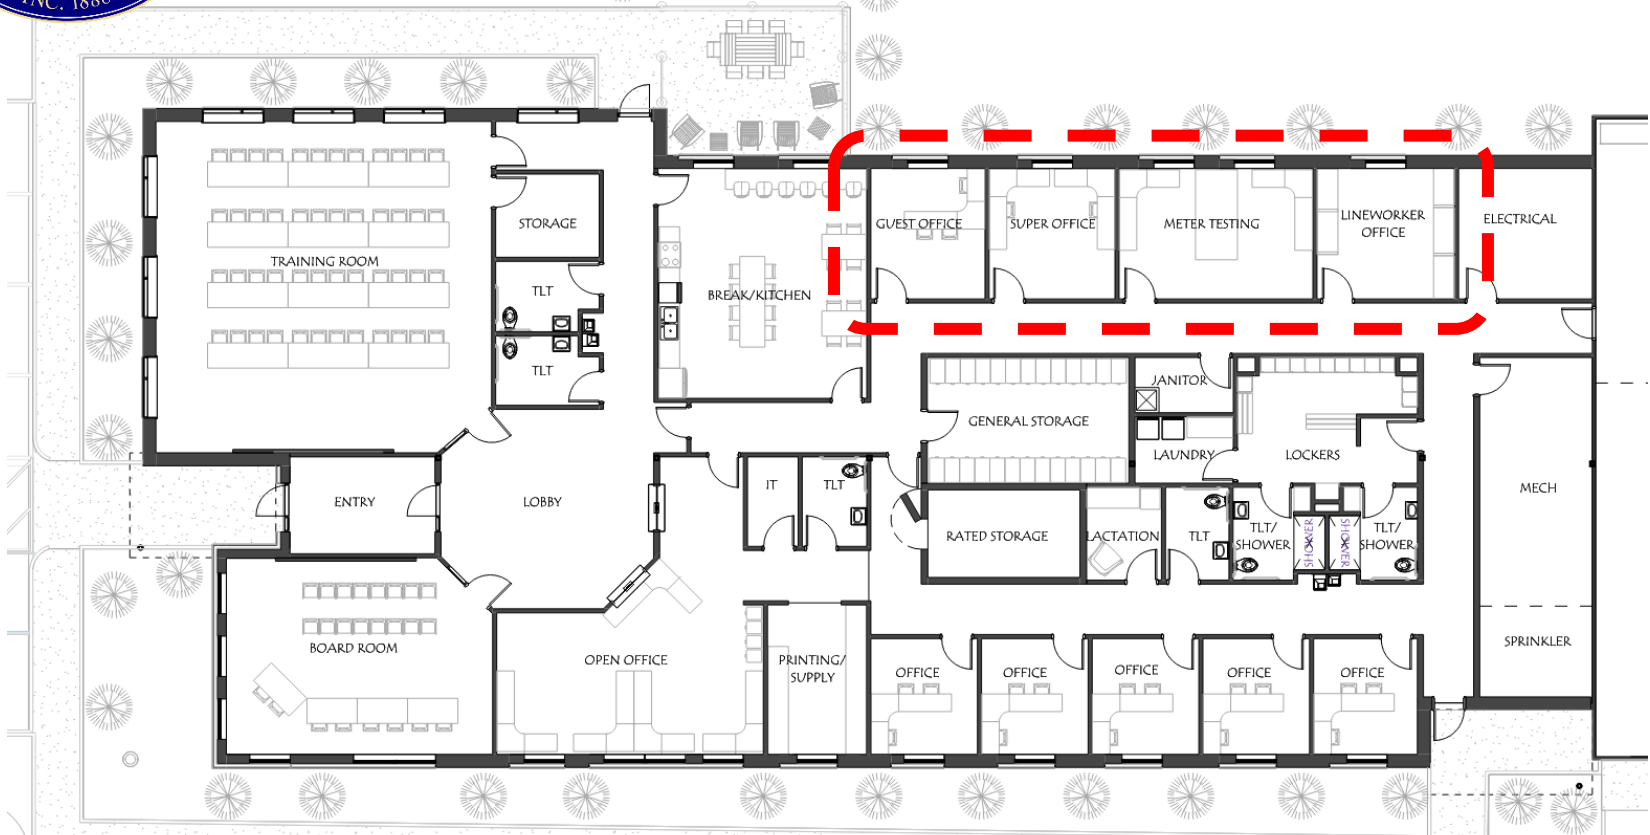 INC. 1886
GUEST OFFICE
SUPER OFFICE
METER TESTING
LINEWORKER
OFFICE
ELECTRICAL
STORAGE
TRAINING ROOM
TLT
BREAK/KITCHEN
TLT
JANITOR
GENERAL STORAGE
LAUNDRY
LOCKERS
ENTRY
LOBBY
IT
TLT
MECH
RATED STORAGE
LACTATION
TLT
TLT/
SHOWER
SHOWER
SHOWER
TLT/
SHOWER
BOARD ROOM
OPEN OFFICE
PRINTING/
SUPPLY
OFFICE
OFFICE
OFFICE
OFFICE
OFFICE
SPRINKLER